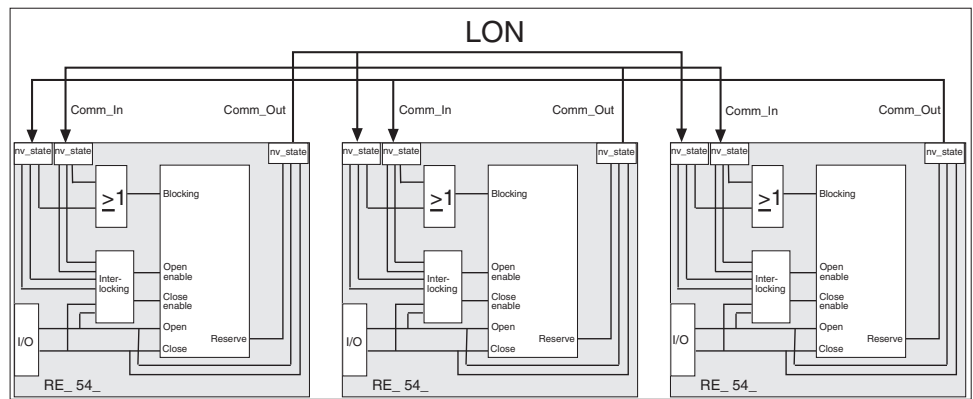 LON
Comm_In
Comm_Out
Comm_In
Comm_Out
Comm_In
Comm_Out
nv_state
nv_state
nv_state
≥1
Blocking
Inter-
locking
Open
enable
Close
enable
Open
Close
Reserve
I/O
RE_ 54_
nv_state
nv_state
nv_state
≥1
Blocking
Inter-
locking
Open
enable
Close
enable
Open
Close
Reserve
I/O
RE_ 54_
nv_state
nv_state
nv_state
≥1
Blocking
Inter-
locking
Open
enable
Close
enable
Open
Close
Reserve
I/O
RE_ 54_